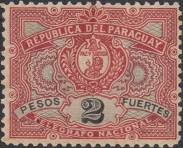 REPUBLICA DEL PARAGUAY
PESOS 2 FUERTES
TELEGRAFO NACIONAL